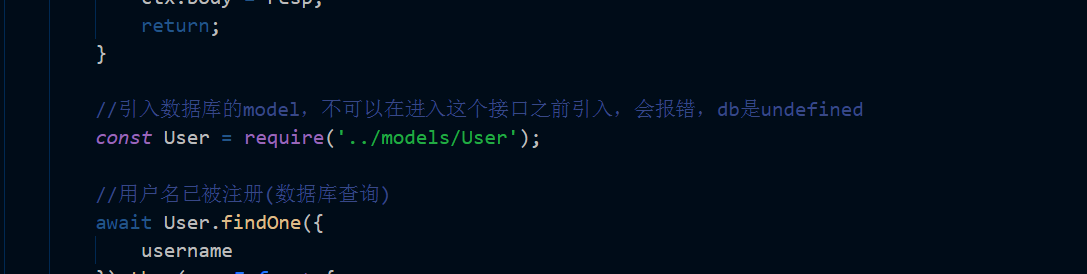 ctx.body = resp;
return;
}
//引入数据库的model，不可以在进入这个接口之前引入，会报错，db是undefined
const User = require('../models/User');
//用户名已被注册(数据库查询)
await User.findOne({
username